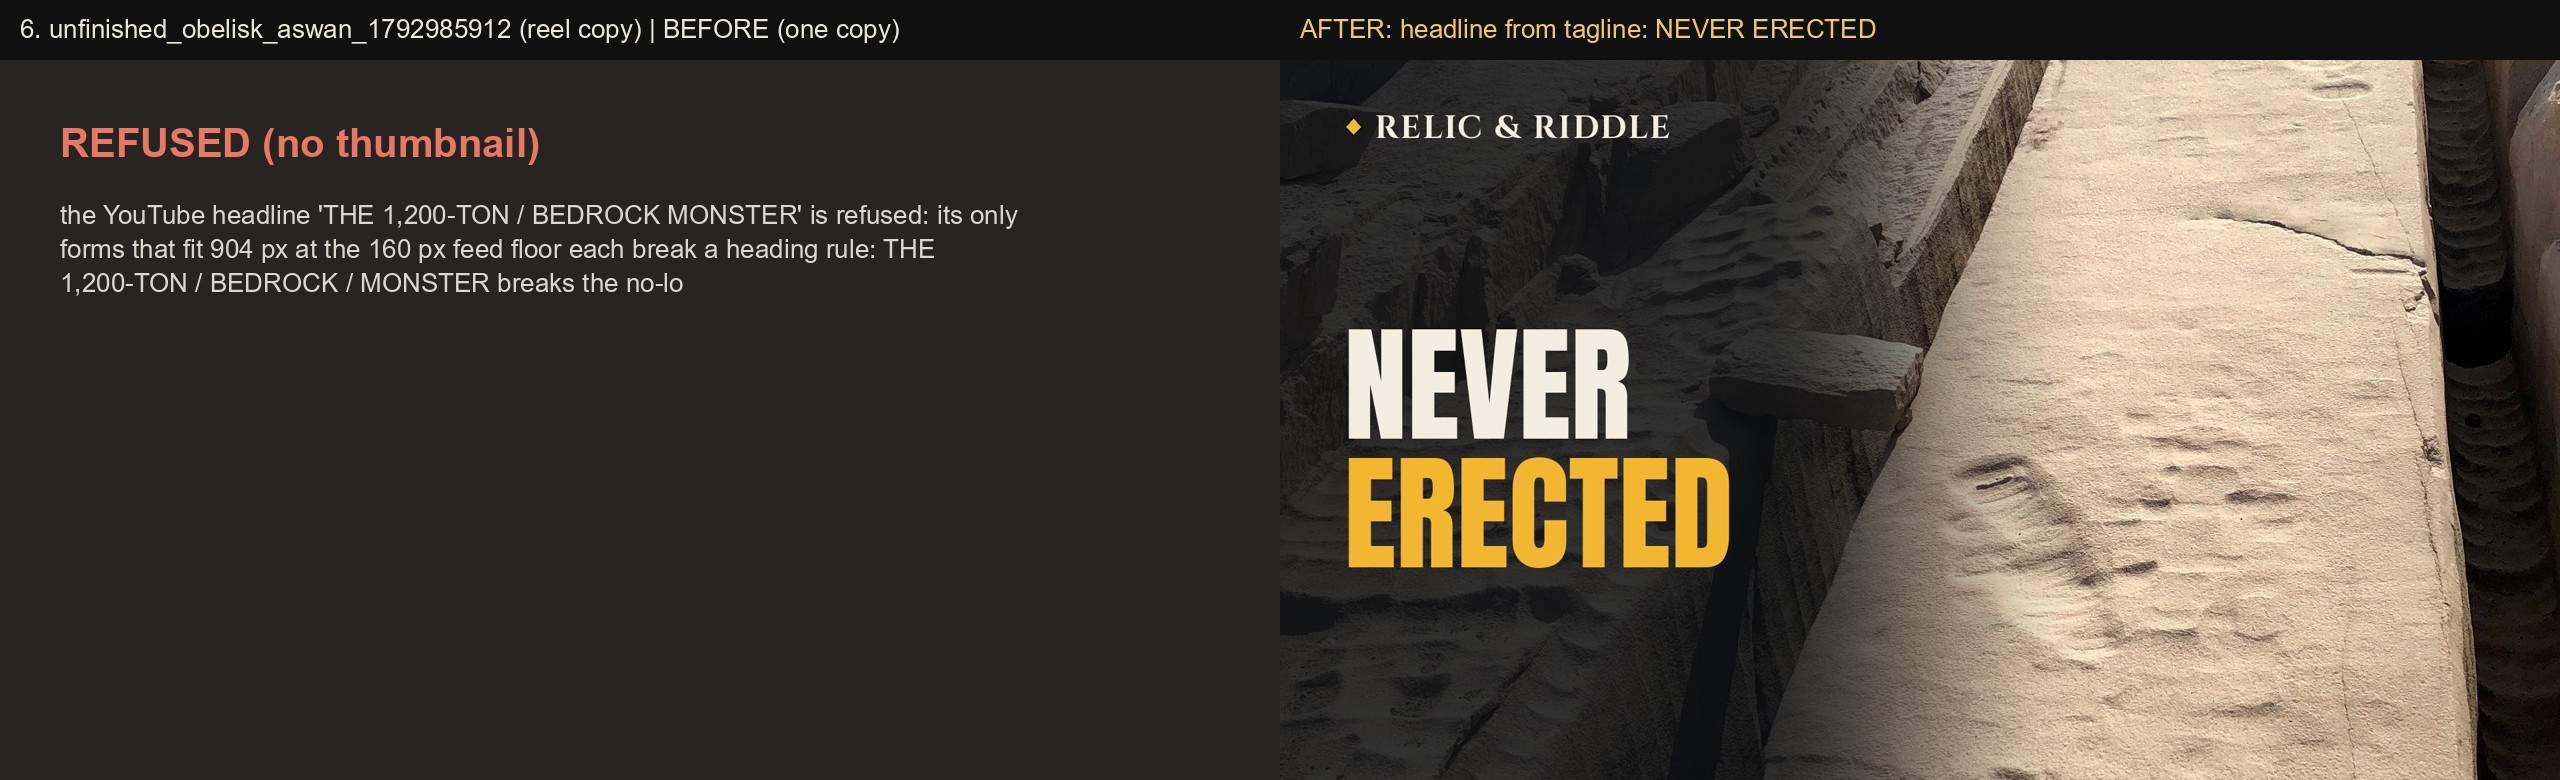 6. unfinished_obelisk_aswan_1792985912 (reel copy) | BEFORE (one copy)
AFTER: headline from tagline: NEVER ERECTED
REFUSED (no thumbnail)
the YouTube headline 'THE 1,200-TON / BEDROCK MONSTER' is refused: its only
forms that fit 904 px at the 160 px feed floor each break a heading rule: THE
1,200-TON / BEDROCK / MONSTER breaks the no-lo
RELIC & RIDDLE
NEVER
ERECTED